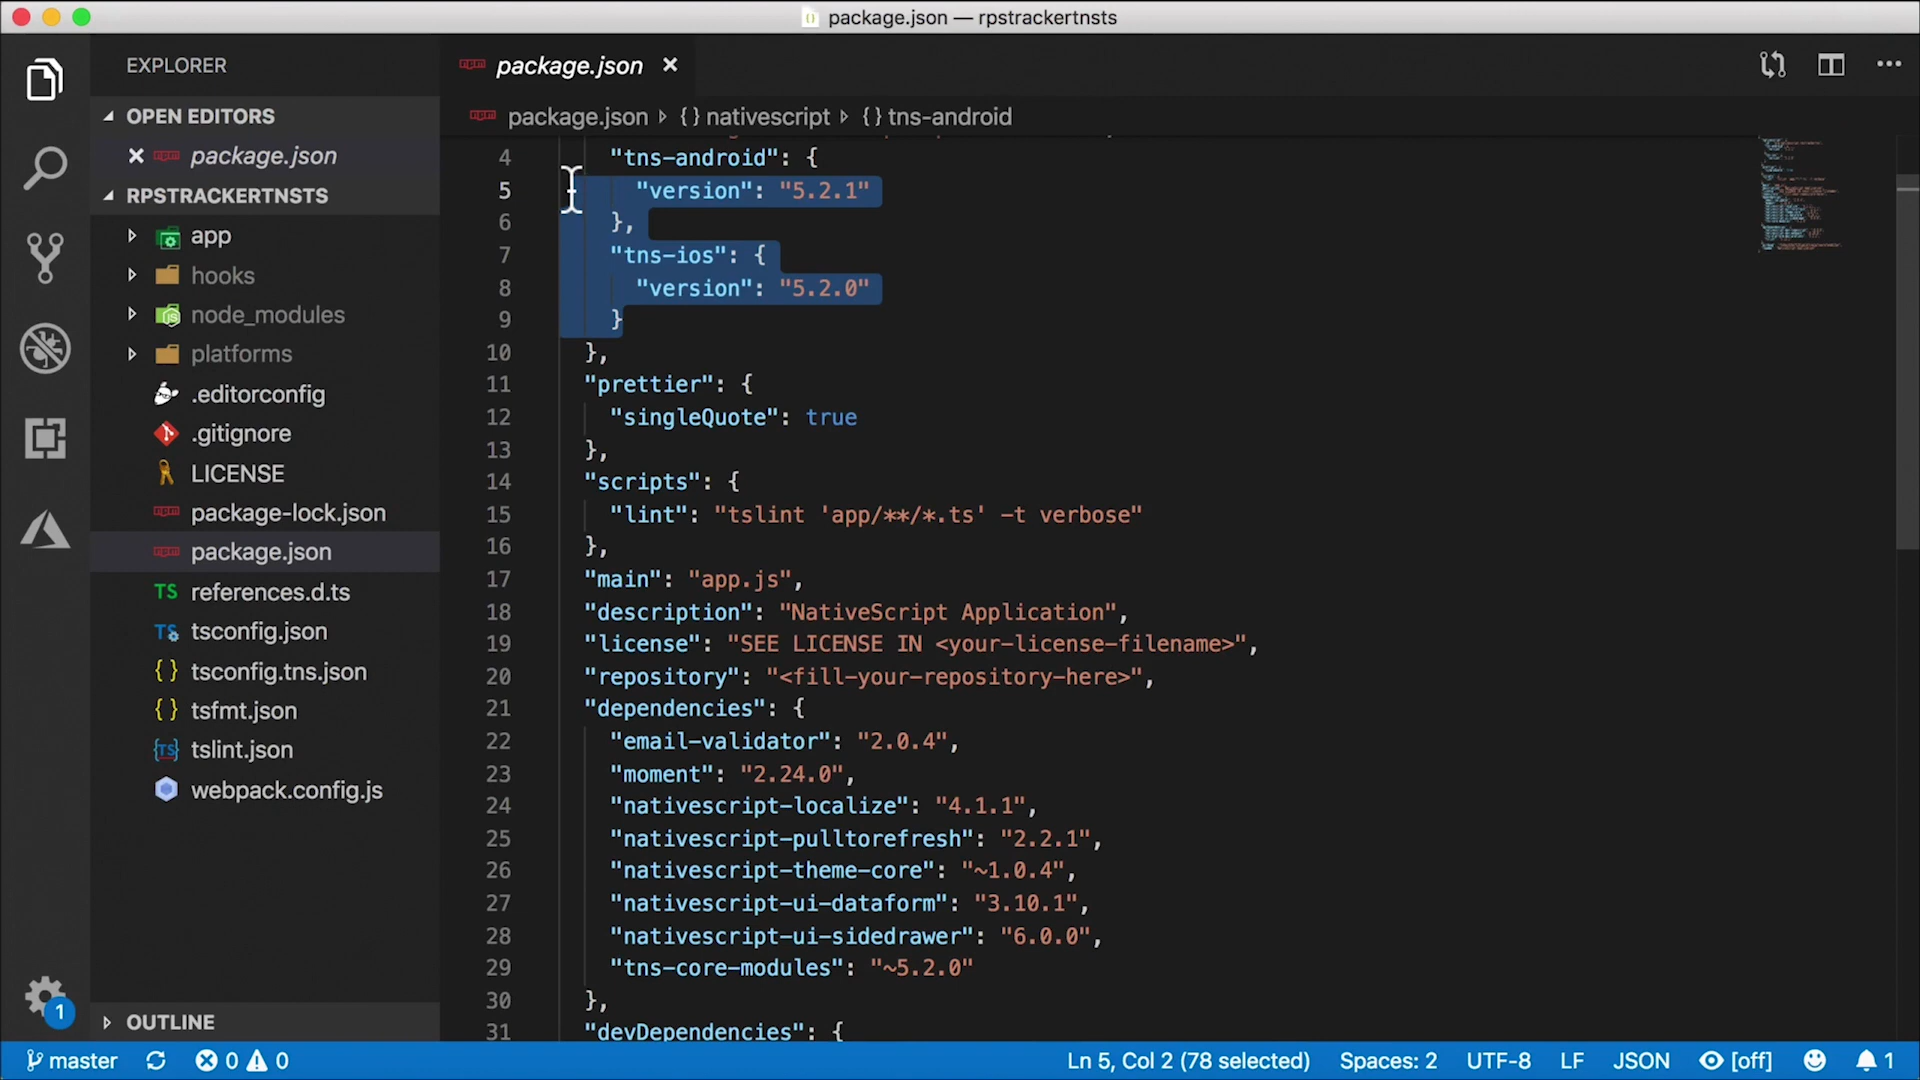 package.json — rpstrackertnsts
EXPLORER
OPEN EDITORS
package.json
RPSTRACKERTNSTS
app
hooks
node_modules
platforms
.editorconfig
.gitignore
LICENSE
package-lock.json
package.json
TS references.d.ts
TS tsconfig.json
{ } tsconfig.tns.json
{ } tsfmt.json
{TS} tslint.json
webpack.config.js
OUTLINE
1
package.json
package.json {} nativescript {} tns-android
4 "tns-android": {
5 "version": "5.2.1"
6 },
7 "tns-ios": {
8 "version": "5.2.0"
9 }
10 },
11 "prettier": {
12 "singleQuote": true
13 },
14 "scripts": {
15 "lint": "tslint 'app/**/*.ts' -t verbose"
16 },
17 "main": "app.js",
18 "description": "NativeScript Application",
19 "license": "SEE LICENSE IN <your-license-filename>",
20 "repository": "<fill-your-repository-here>",
21 "dependencies": {
22 "email-validator": "2.0.4",
23 "moment": "2.24.0",
24 "nativescript-localize": "4.1.1",
25 "nativescript-pulltorefresh": "2.2.1",
26 "nativescript-theme-core": "~1.0.4",
27 "nativescript-ui-dataform": "3.10.1",
28 "nativescript-ui-sidedrawer": "6.0.0",
29 "tns-core-modules": "~5.2.0"
30 },
31 "devDependencies": {
master 0 0 Ln 5, Col 2 (78 selected) Spaces: 2 UTF-8 LF JSON [off] 1